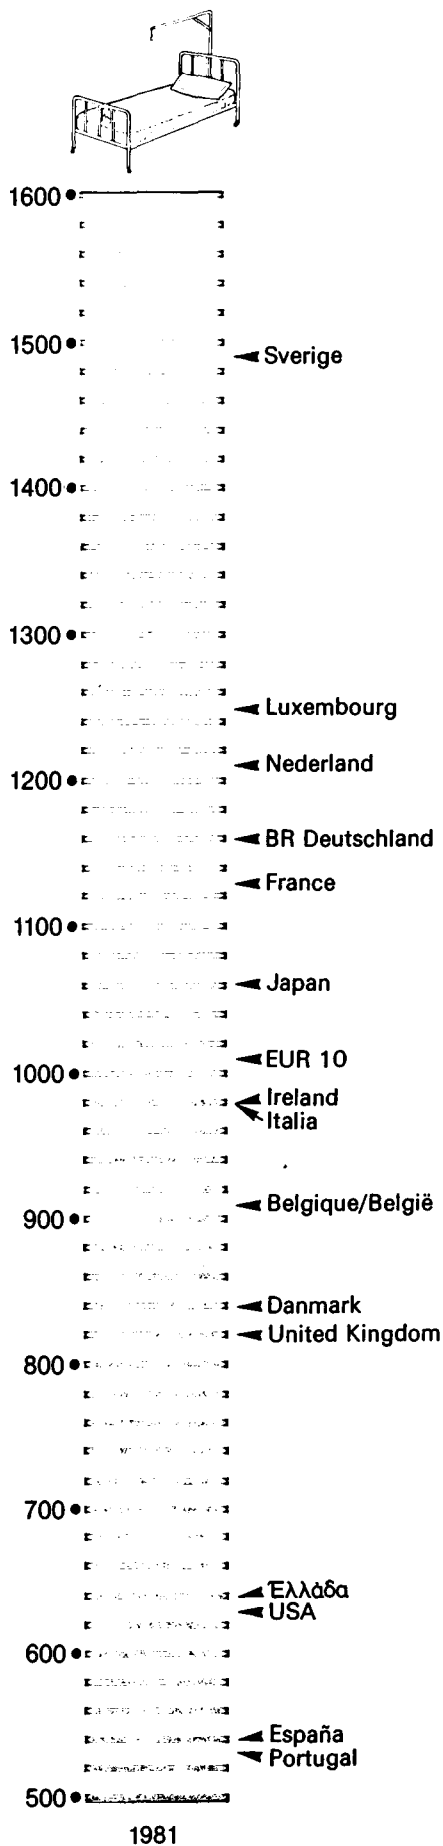 1600
1500
Sverige
1400
1300
Luxembourg
Nederland
1200
BR Deutschland
France
1100
Japan
EUR 10
1000
Ireland
Italia
Belgique/België
900
Danmark
United Kingdom
800
700
Έλλάδα
USA
600
España
Portugal
500
1981